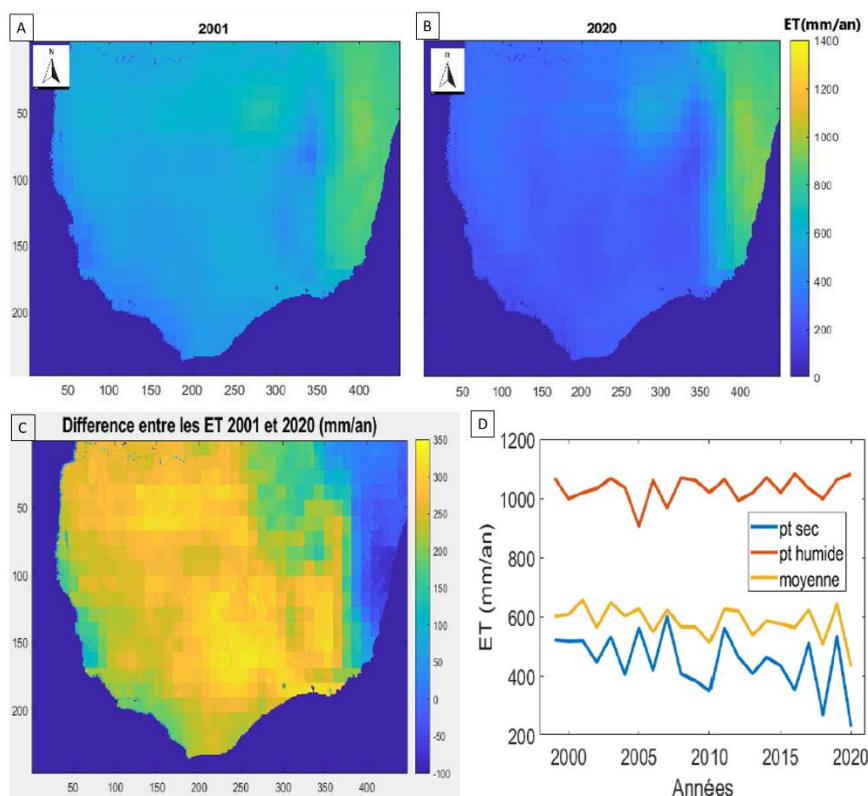 A
2001
N
50
100
150
200
50 100 150 200 250 300 350 400
B
2020
N
50 100 150 200 250 300 350 400
ET(mm/an)
1400
1200
1000
800
600
400
200
0
C
Difference entre les ET 2001 et 2020 (mm/an)
50
100
150
200
50 100 150 200 250 300 350 400
350
300
250
200
150
100
50
0
-50
-100
D
1200
1000
800
600
400
200
ET (mm/an)
pt sec
pt humide
moyenne
2000 2005 2010 2015 2020
Années